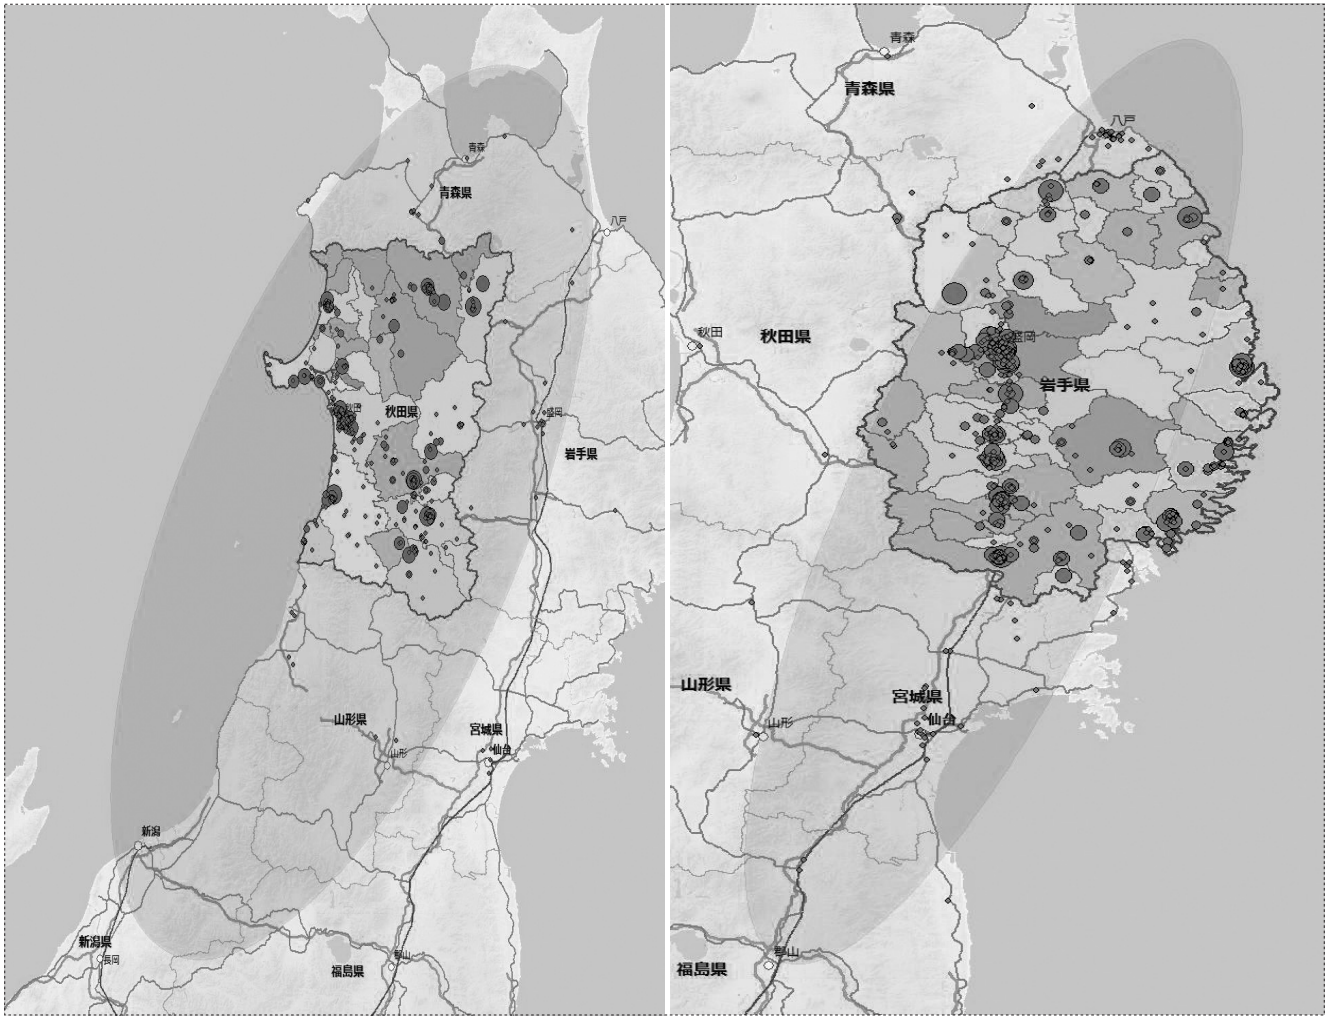 青森
青森県
八戸
秋田
秋田県
盛岡
岩手県
山形県
山形
宮城県
仙台
新潟
新潟県
長岡
福島県
郡山
青森
青森県
八戸
秋田
秋田県
盛岡
岩手県
山形県
山形
宮城県
仙台
福島県
郡山